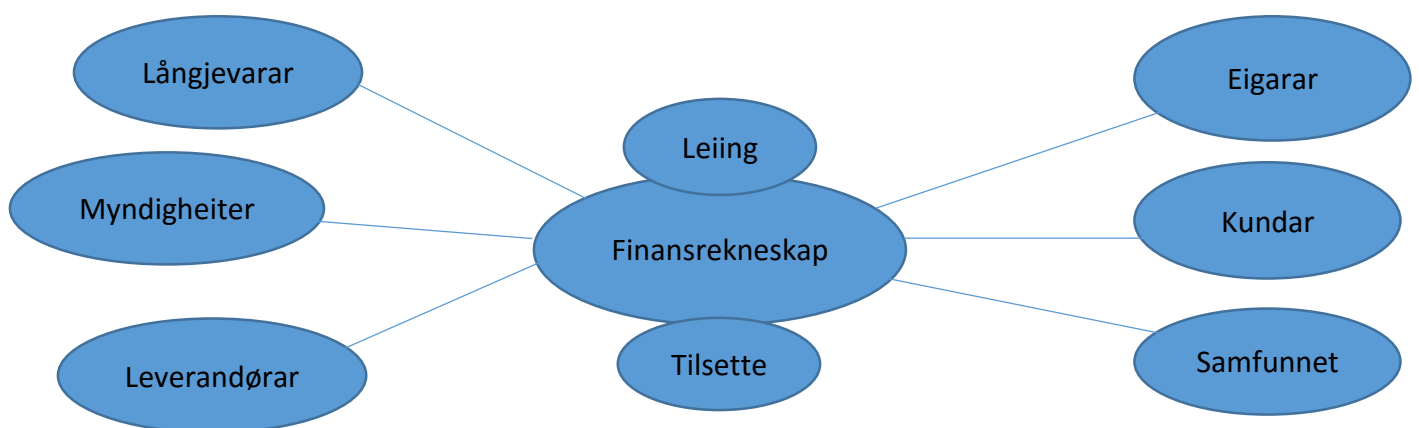 Långjevarar
Eigarar
Leiing
Myndigheiter
Kundar
Finansrekneskap
Leverandørar
Tilsette
Samfunnet